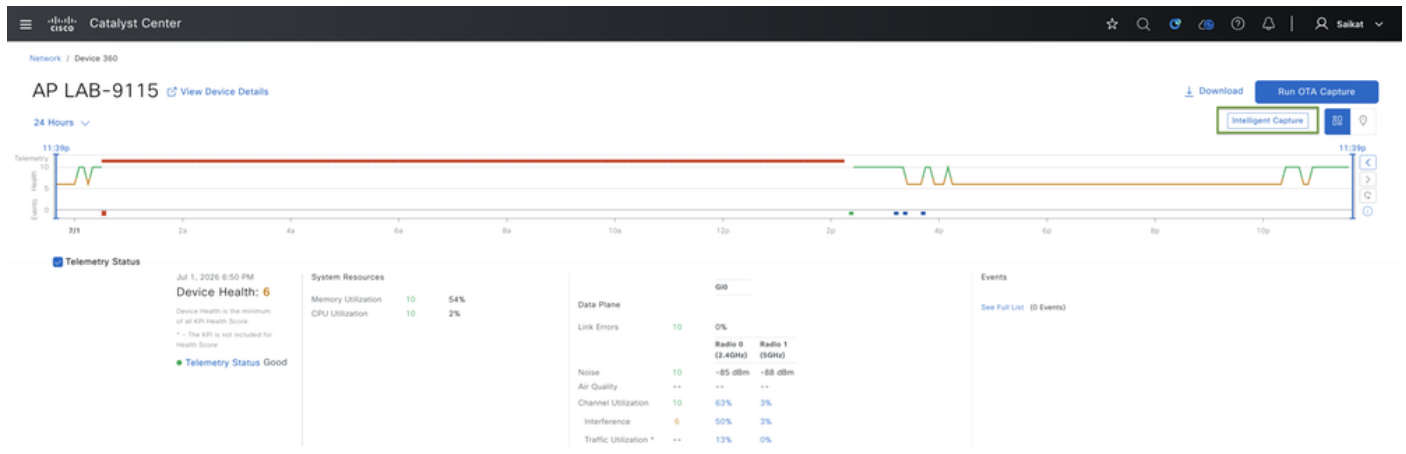 CISCO Catalyst Center
Saikat
Network / Device 360
AP LAB-9115 View Device Details
Download Run OTA Capture
24 Hours
Intelligent Capture
11:39p 11:39p
Telemetry
10
Health
5
Events
0
7/1 2a 4a 6a 8a 10a 12p 2p 4p 6p 8p 10p
Telemetry Status
Jul 1, 2026 6:50 PM
Device Health: 6
Device Health is the minimum
of all KPI Health Score.
* - The KPI is not included for
Health Score
Telemetry Status Good
System Resources
Memory Utilization 10 54%
CPU Utilization 10 2%
GI0
Data Plane
Link Errors 10 0%
Radio 0 Radio 1
(2.4GHz) (5GHz)
Noise 10 -85 dBm -88 dBm
Air Quality -- -- --
Channel Utilization 10 63% 3%
Interference 6 50% 3%
Traffic Utilization * -- 13% 0%
Events
See Full List (0 Events)